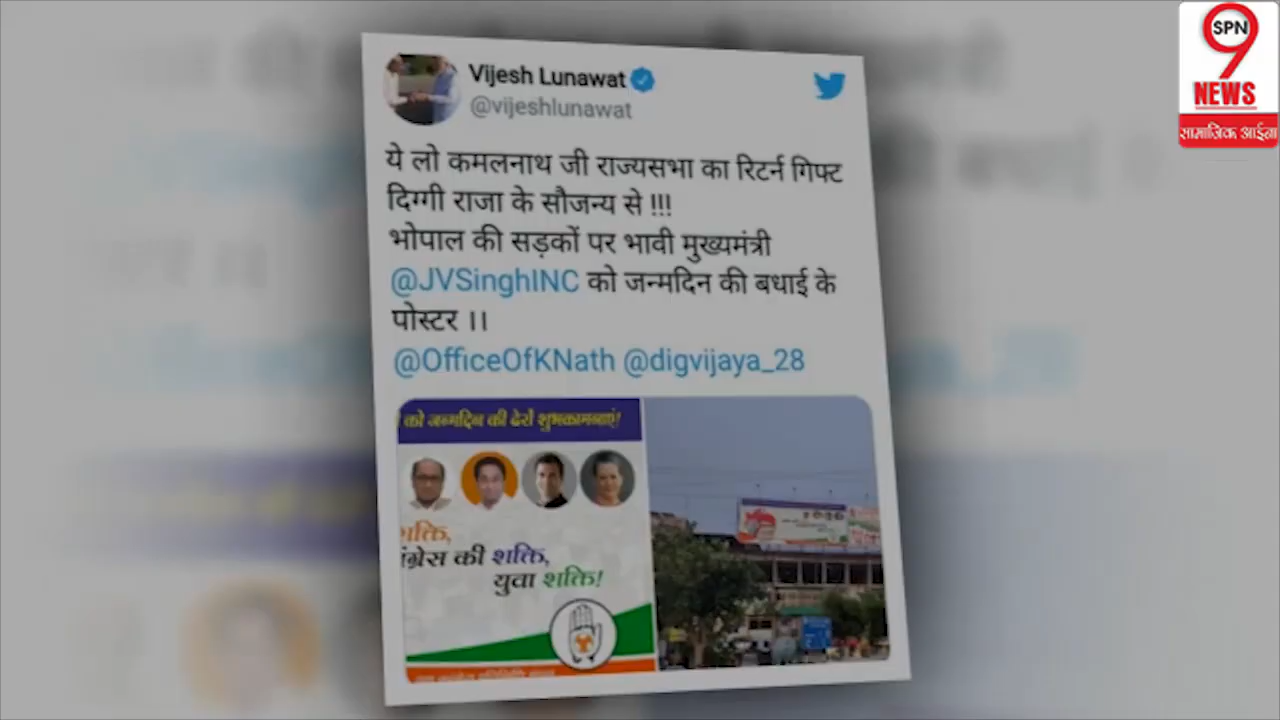 SPN
9
NEWS
सामाजिक आईना
Vijesh Lunawat
@vijeshlunawat
ये लो कमलनाथ जी राज्यसभा का रिटर्न गिफ्ट
दिग्गी राजा के सौजन्य से !!!
भोपाल की सड़कों पर भावी मुख्यमंत्री
@JVSinghINC को जन्मदिन की बधाई के
पोस्टर ।।
@OfficeOfKNath @digvijaya_28
को जन्मदिन की ढेरों शुभकामनाएं!
शक्ति,
ांग्रेस की शक्ति,
युवा शक्ति!